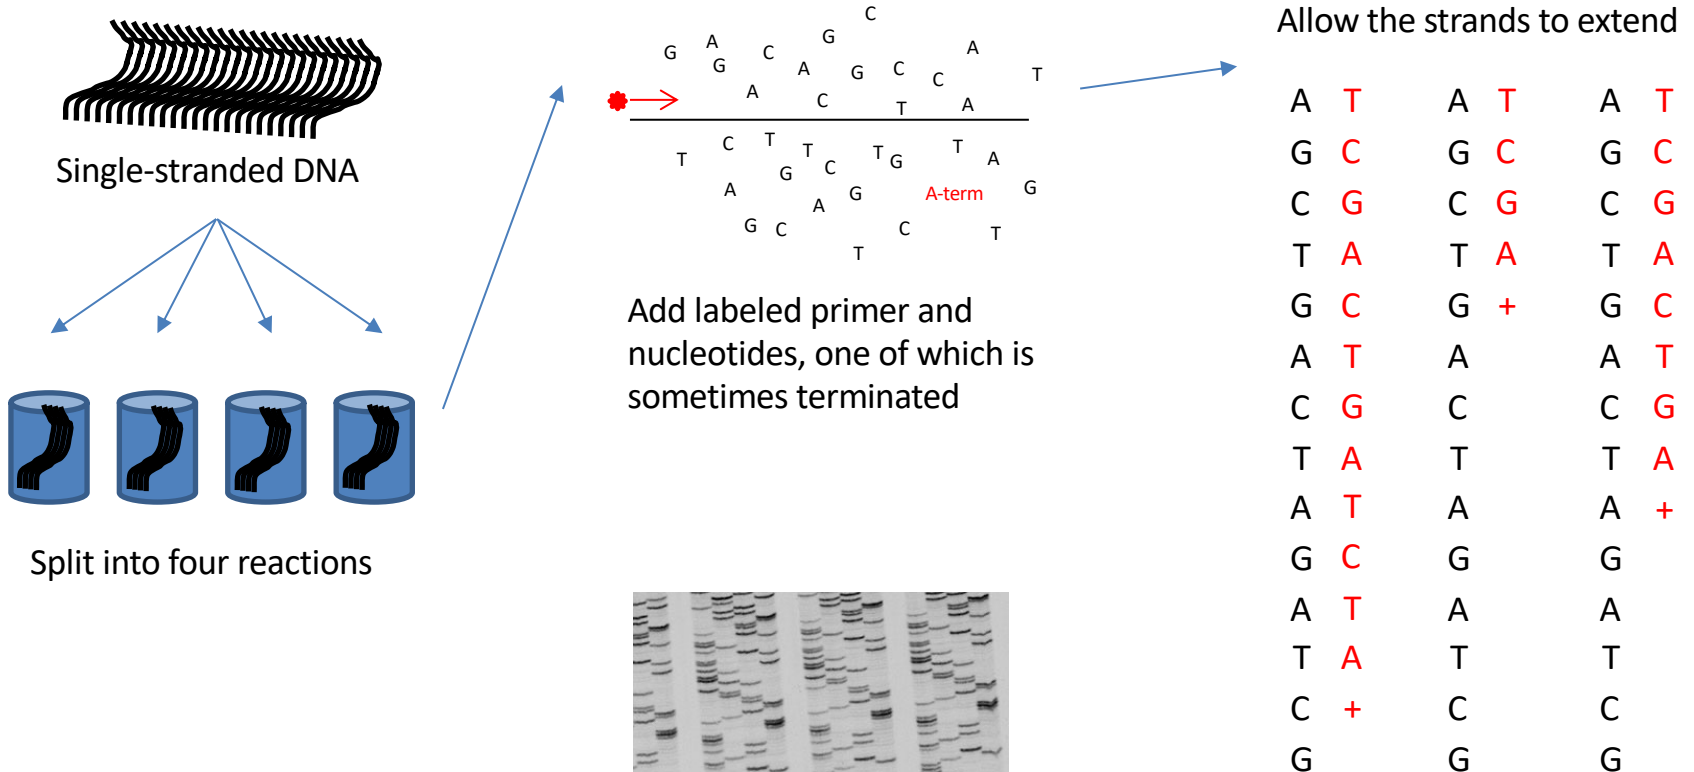 Single-stranded DNA
Split into four reactions
C
G A G
C A
G A G C C T
A C T A
T C T T T G T A
G C
A G A-term G
A
G C C T
T
Add labeled primer and
nucleotides, one of which is
sometimes terminated
Allow the strands to extend
A T A T A T
G C G C G C
C G C G C G
T A T A T A
G C G + G C
A T A A T
C G C C G
T A T T A
A T A A +
G C G G
A T A A
T A T T
C + C C
G G G